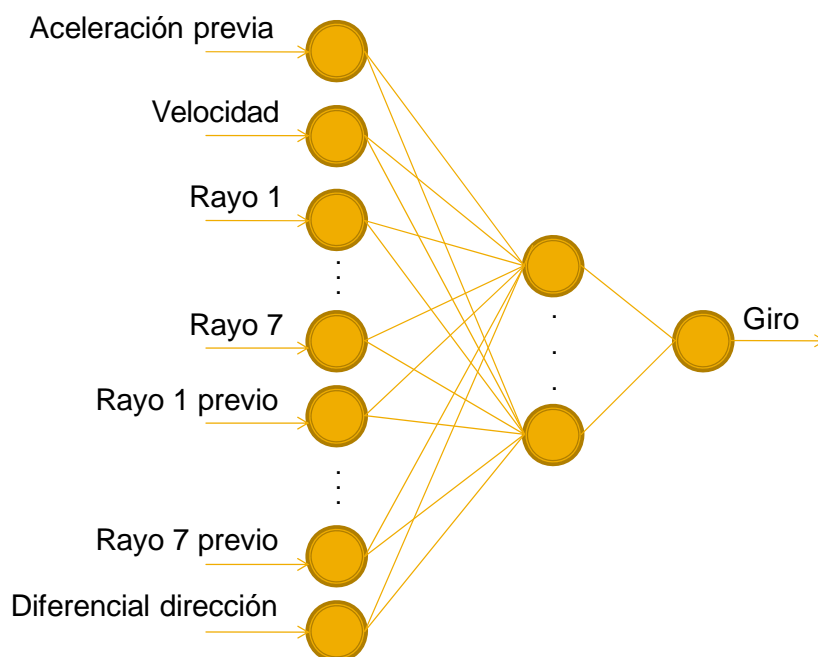 Aceleración previa
Velocidad
Rayo 1
Rayo 7
Rayo 1 previo
Rayo 7 previo
Diferencial dirección
Giro